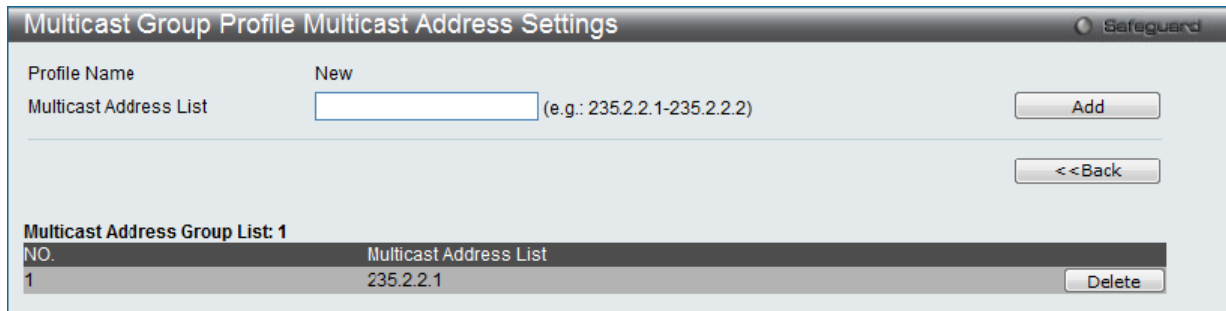 Multicast Group Profile Multicast Address Settings Safeguard
Profile Name New
Multicast Address List (e.g.: 235.2.2.1-235.2.2.2) Add
<<Back
Multicast Address Group List: 1
NO. Multicast Address List
1 235.2.2.1 Delete